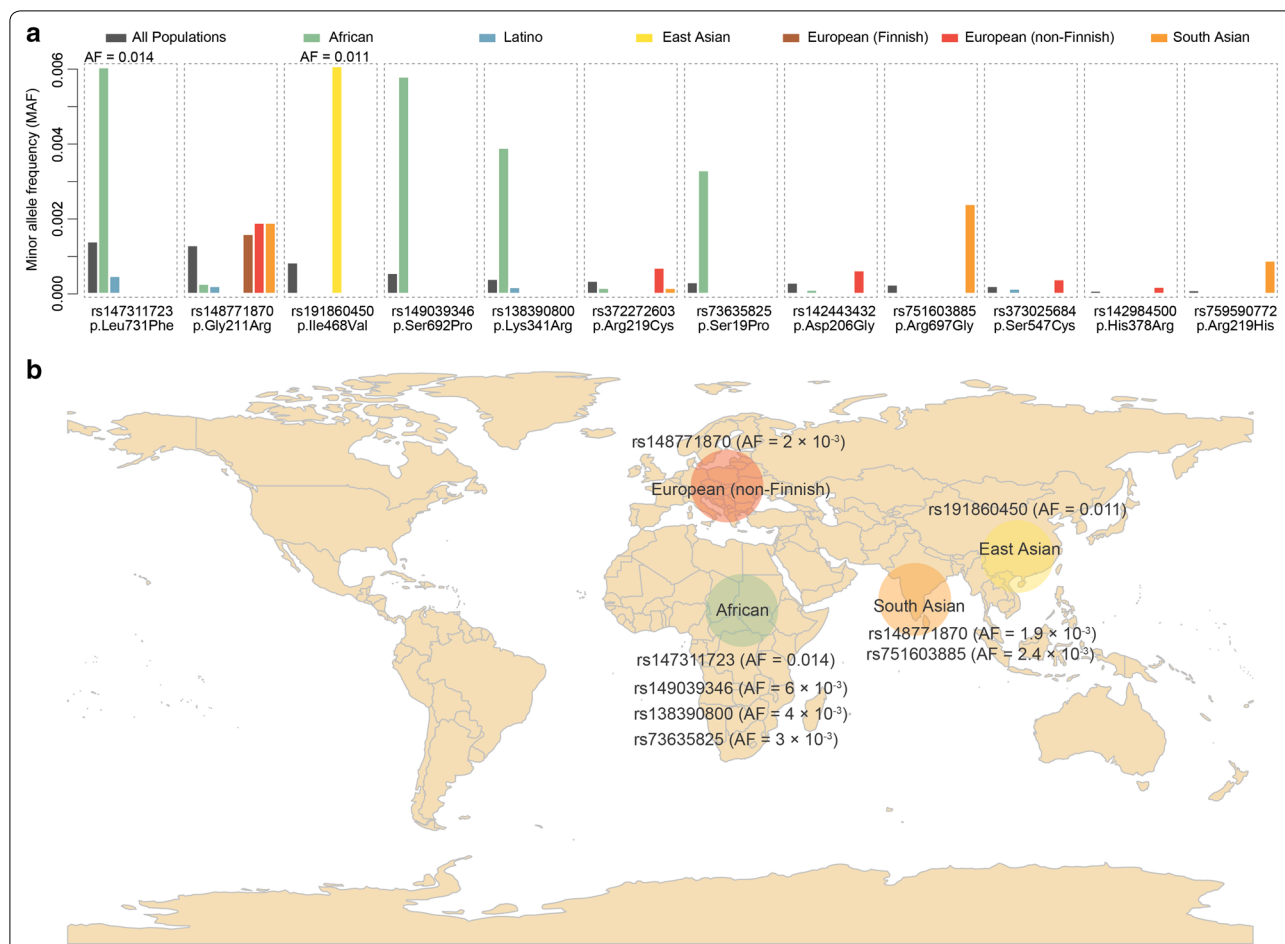 a
All Populations African Latino East Asian European (Finnish) European (non-Finnish) South Asian
AF = 0.014 AF = 0.011
Minor allele frequency (MAF)
0.006
0.004
0.002
0.000
rs147311723 rs148771870 rs191860450 rs149039346 rs138390800 rs372272603 rs73635825 rs142443432 rs751603885 rs373025684 rs142984500 rs759590772
p.Leu731Phe p.Gly211Arg p.Ile468Val p.Ser692Pro p.Lys341Arg p.Arg219Cys p.Ser19Pro p.Asp206Gly p.Arg697Gly p.Ser547Cys p.His378Arg p.Arg219His
b
rs148771870 (AF = 2 × 10⁻³)
European (non-Finnish)
rs191860450 (AF = 0.011)
East Asian
African
South Asian
rs148771870 (AF = 1.9 × 10⁻³)
rs751603885 (AF = 2.4 × 10⁻³)
rs147311723 (AF = 0.014)
rs149039346 (AF = 6 × 10⁻³)
rs138390800 (AF = 4 × 10⁻³)
rs73635825 (AF = 3 × 10⁻³)